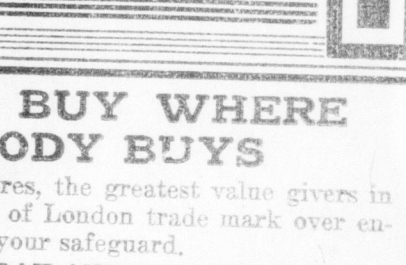 BUY WHERE
ODY BUYS
res, the greatest value givers in
of London trade mark over en-
your safeguard.